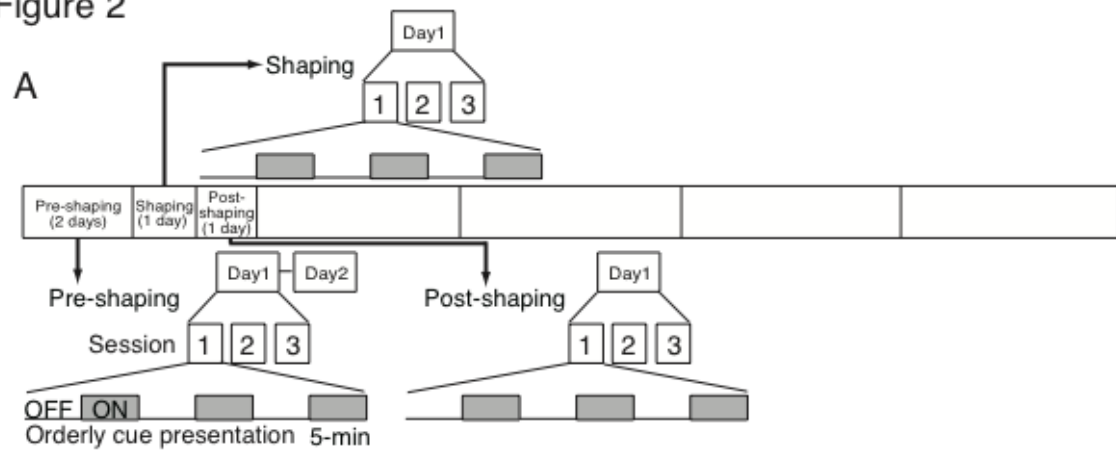 Figure 2
A
Day1
Shaping
1 2 3
Pre-shaping
(2 days)
Shaping
(1 day)
Post-
shaping
(1 day)
Day1 Day2
Pre-shaping
Session 1 2 3
OFF ON
Orderly cue presentation 5-min
Day1
Post-shaping
1 2 3